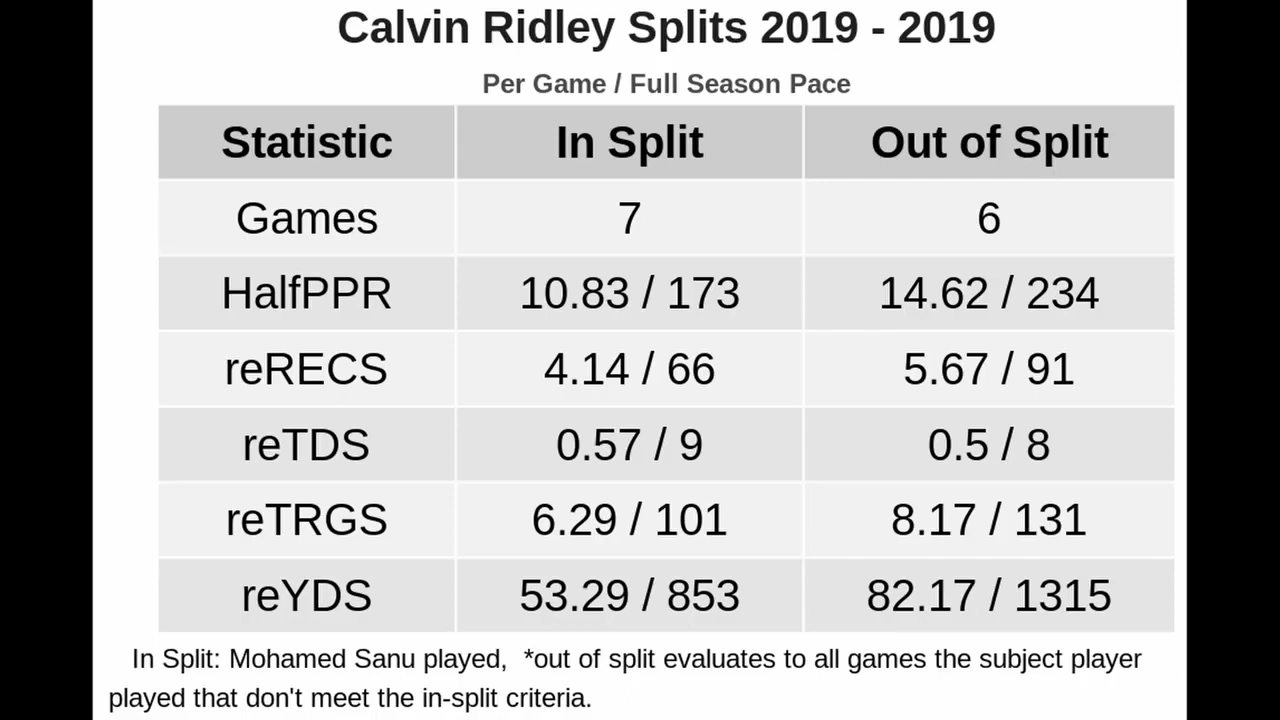 Calvin Ridley Splits 2019 - 2019
Per Game / Full Season Pace
Statistic In Split Out of Split
Games 7 6
HalfPPR 10.83 / 173 14.62 / 234
reRECS 4.14 / 66 5.67 / 91
reTDS 0.57 / 9 0.5 / 8
reTRGS 6.29 / 101 8.17 / 131
reYDS 53.29 / 853 82.17 / 1315
In Split: Mohamed Sanu played, *out of split evaluates to all games the subject player
played that don't meet the in-split criteria.